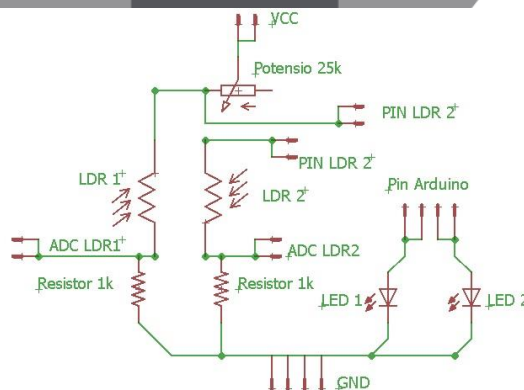 VCC
Potensio 25k
PIN LDR 2
PIN LDR 2
LDR 1
LDR 2
Pin Arduino
ADC LDR1
ADC LDR2
Resistor 1k
Resistor 1k
LED 1
LED 2
GND